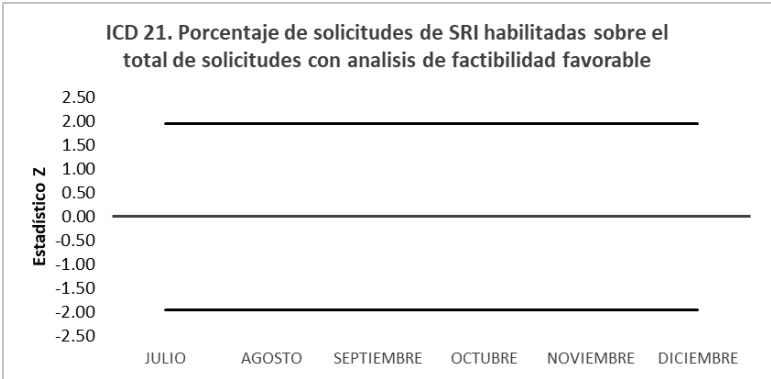 ICD 21. Porcentaje de solicitudes de SRI habilitadas sobre el
total de solicitudes con analisis de factibilidad favorable
Estadístico Z
2.50
2.00
1.50
1.00
0.50
0.00
-0.50
-1.00
-1.50
-2.00
-2.50
JULIO AGOSTO SEPTIEMBRE OCTUBRE NOVIEMBRE DICIEMBRE